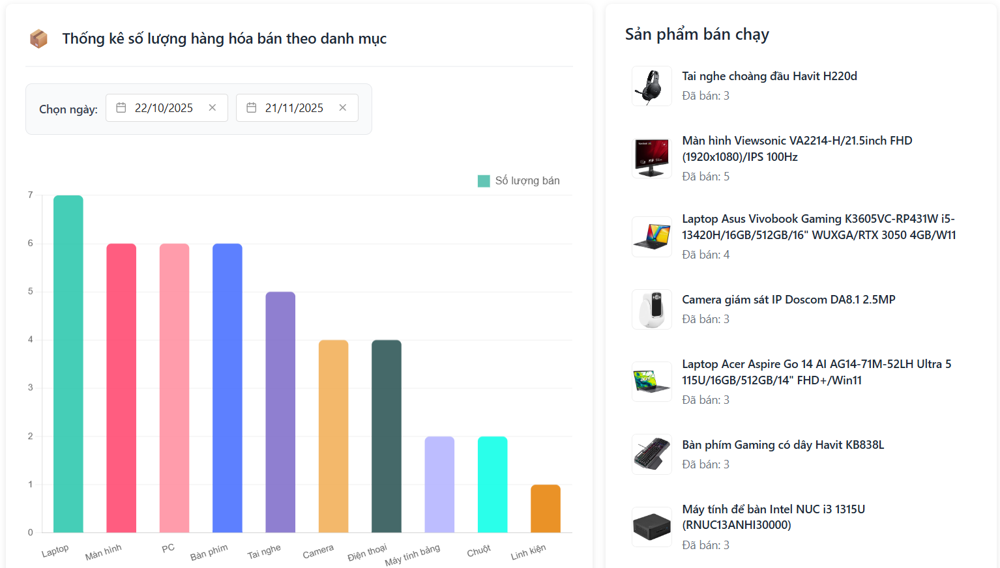 Thống kê số lượng hàng hóa bán theo danh mục
Chọn ngày: 22/10/2025 21/11/2025
Số lượng bán
7
6
5
4
3
2
1
0
Laptop
Màn hình
PC
Bàn phím
Tai nghe
Camera
Điện thoại
Máy tính bảng
Chuột
Linh kiện
Sản phẩm bán chạy
Tai nghe choàng đầu Havit H220d
Đã bán: 3
Màn hình Viewsonic VA2214-H/21.5inch FHD
(1920x1080)/IPS 100Hz
Đã bán: 5
Laptop Asus Vivobook Gaming K3605VC-RP431W i5-
13420H/16GB/512GB/16" WUXGA/RTX 3050 4GB/W11
Đã bán: 4
Camera giám sát IP Doscom DA8.1 2.5MP
Đã bán: 3
Laptop Acer Aspire Go 14 AI AG14-71M-52LH Ultra 5
115U/16GB/512GB/14" FHD+/Win11
Đã bán: 3
Bàn phím Gaming có dây Havit KB838L
Đã bán: 3
Máy tính để bàn Intel NUC i3 1315U
(RNUC13ANHI30000)
Đã bán: 3